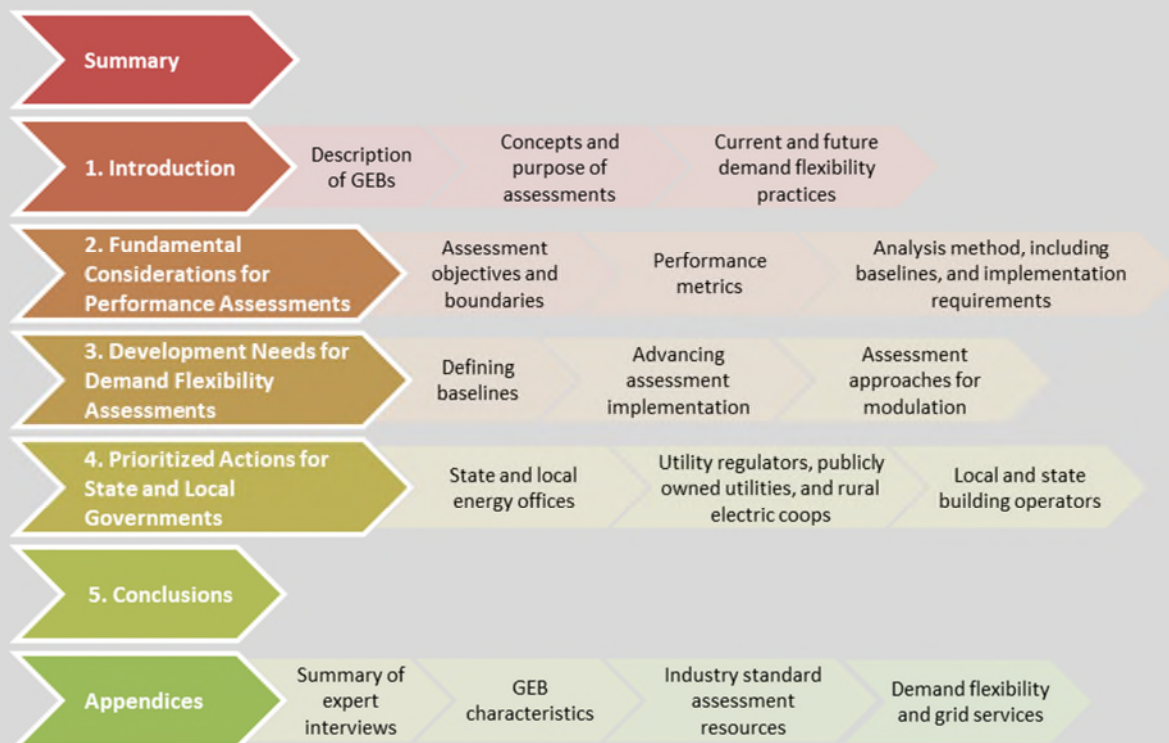 Summary
1. Introduction
Description
of GEBs
Concepts and
purpose of
assessments
Current and future
demand flexibility
practices
2. Fundamental
Considerations for
Performance Assessments
Assessment
objectives and
boundaries
Performance
metrics
Analysis method, including
baselines, and implementation
requirements
3. Development Needs for
Demand Flexibility
Assessments
Defining
baselines
Advancing
assessment
implementation
Assessment
approaches for
modulation
4. Prioritized Actions for
State and Local
Governments
State and local
energy offices
Utility regulators, publicly
owned utilities, and rural
electric coops
Local and state
building operators
5. Conclusions
Appendices
Summary of
expert
interviews
GEB
characteristics
Industry standard
assessment
resources
Demand flexibility
and grid services